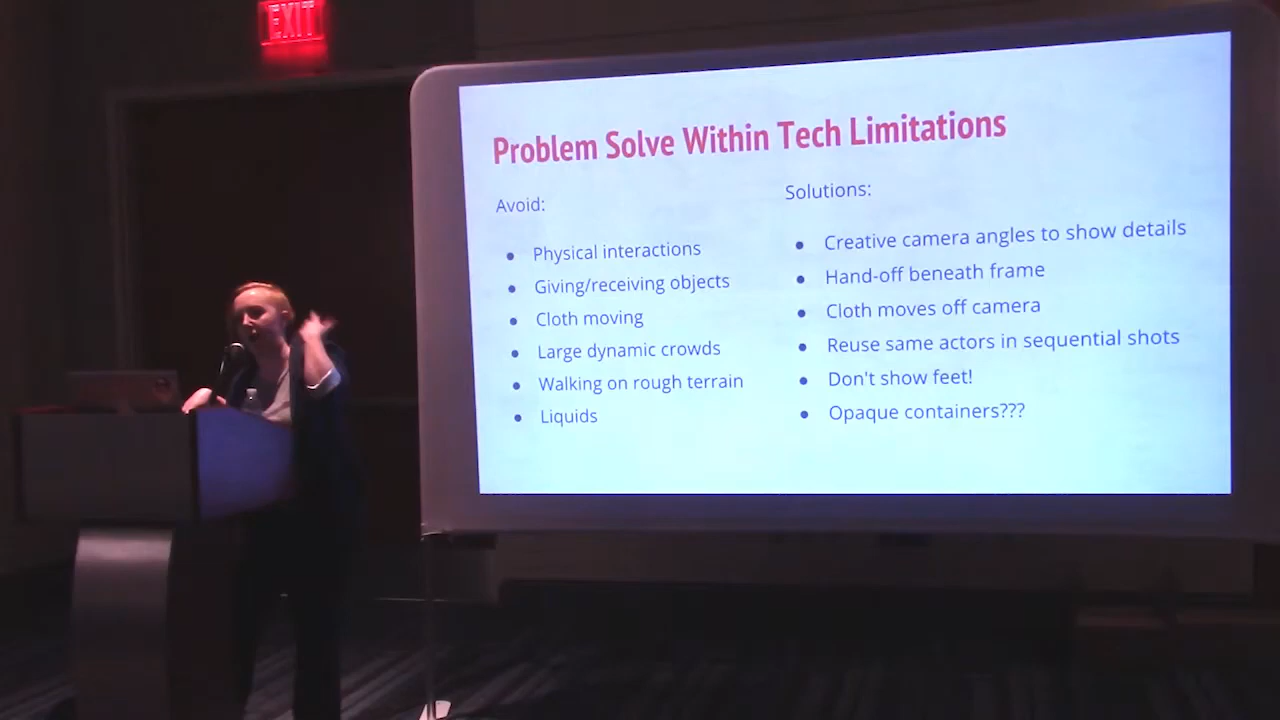 EXIT
Problem Solve Within Tech Limitations
Avoid:
● Physical interactions
● Giving/receiving objects
● Cloth moving
● Large dynamic crowds
● Walking on rough terrain
● Liquids
Solutions:
● Creative camera angles to show details
● Hand-off beneath frame
● Cloth moves off camera
● Reuse same actors in sequential shots
● Don't show feet!
● Opaque containers???